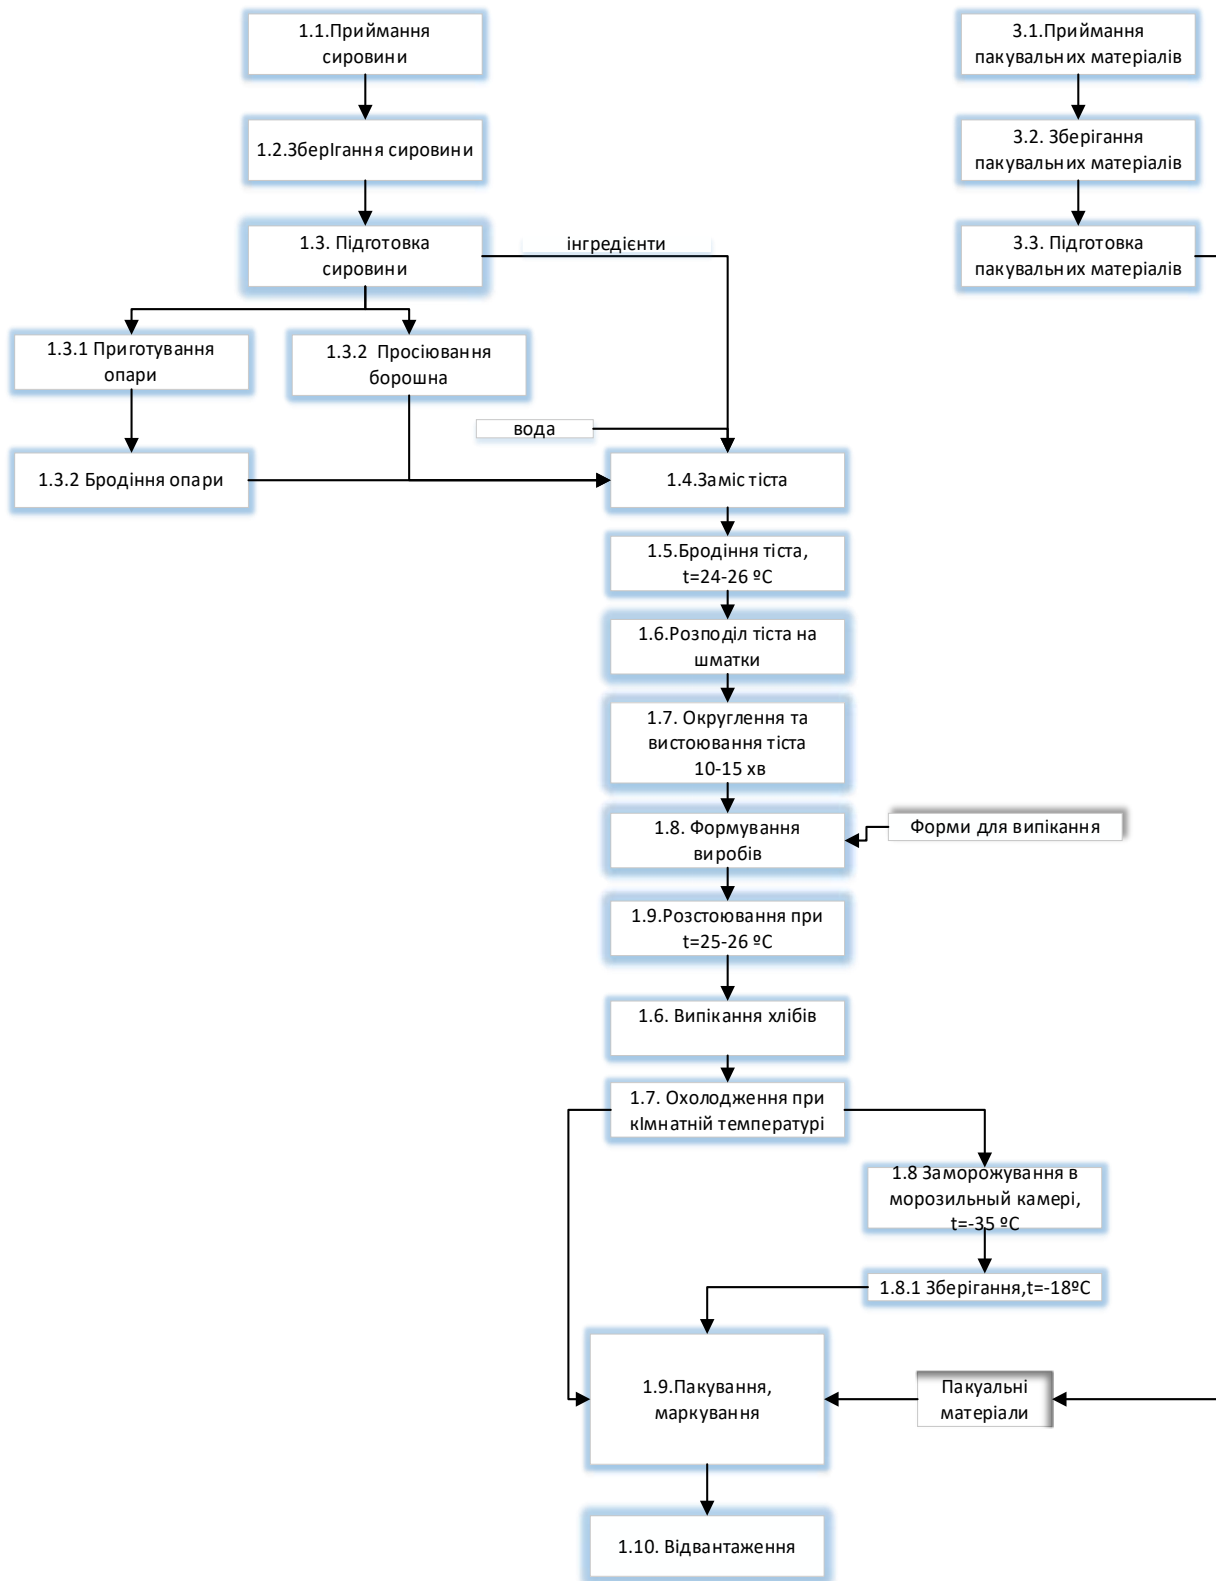 1.1.Приймання
сировини
3.1.Приймання
пакувальних матеріалів
1.2.ЗберІгання сировини
3.2. Зберігання
пакувальних матеріалів
1.3. Підготовка
сировини
інгредієнти
3.3. Підготовка
пакувальних матеріалів
1.3.1 Приготування
опари
1.3.2 Просіювання
борошна
вода
1.3.2 Бродіння опари
1.4.Заміс тіста
1.5.Бродіння тіста,
t=24-26 ºС
1.6.Розподіл тіста на
шматки
1.7. Округлення та
вистоювання тіста
10-15 хв
1.8. Формування
виробів
Форми для випікання
1.9.Розстоювання при
t=25-26 ºС
1.6. Випікання хлібів
1.7. Охолодження при
кІмнатній температурі
1.8 Заморожування в
морозильный камері,
t=-35 ºС
1.8.1 Зберігання,t=-18ºС
1.9.Пакування,
маркування
Пакуальні
матеріали
1.10. Відвантаження